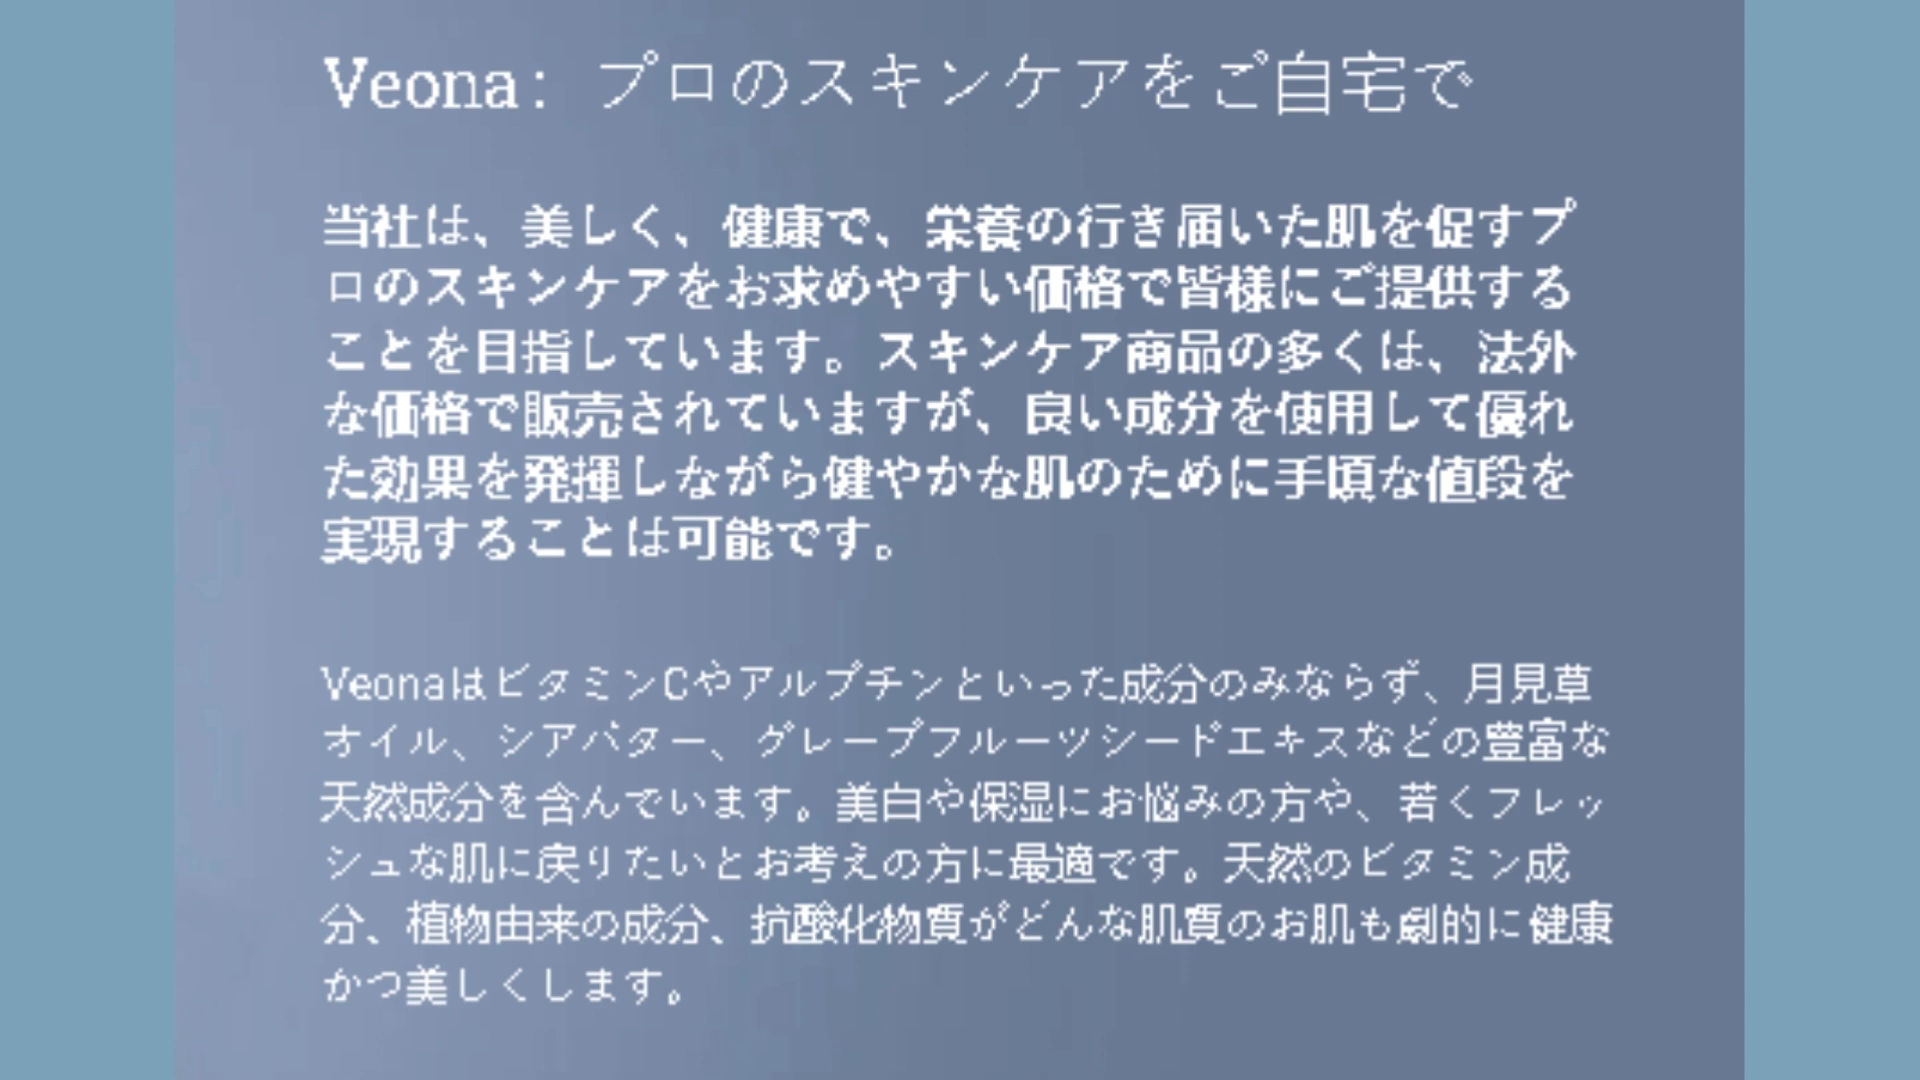 Veona: プロのスキンケアをご自宅で
当社は、美しく、健康で、栄養の行き届いた肌を促すプ
ロのスキンケアをお求めやすい価格で皆様にご提供する
ことを目指しています。スキンケア商品の多くは、法外
な価格で販売されていますが、良い成分を使用して優れ
た効果を発揮しながら健やかな肌のために手頃な値段を
実現することは可能です。
VeonaはビタミンCやアルブチンといった成分のみならず、月見草
オイル、シアバター、グレープフルーツシードエキスなどの豊富な
天然成分を含んでいます。美白や保湿にお悩みの方や、若くフレッ
シュな肌に戻りたいとお考えの方に最適です。天然のビタミン成
分、植物由来の成分、抗酸化物質がどんな肌質のお肌も劇的に健康
かつ美しくします。